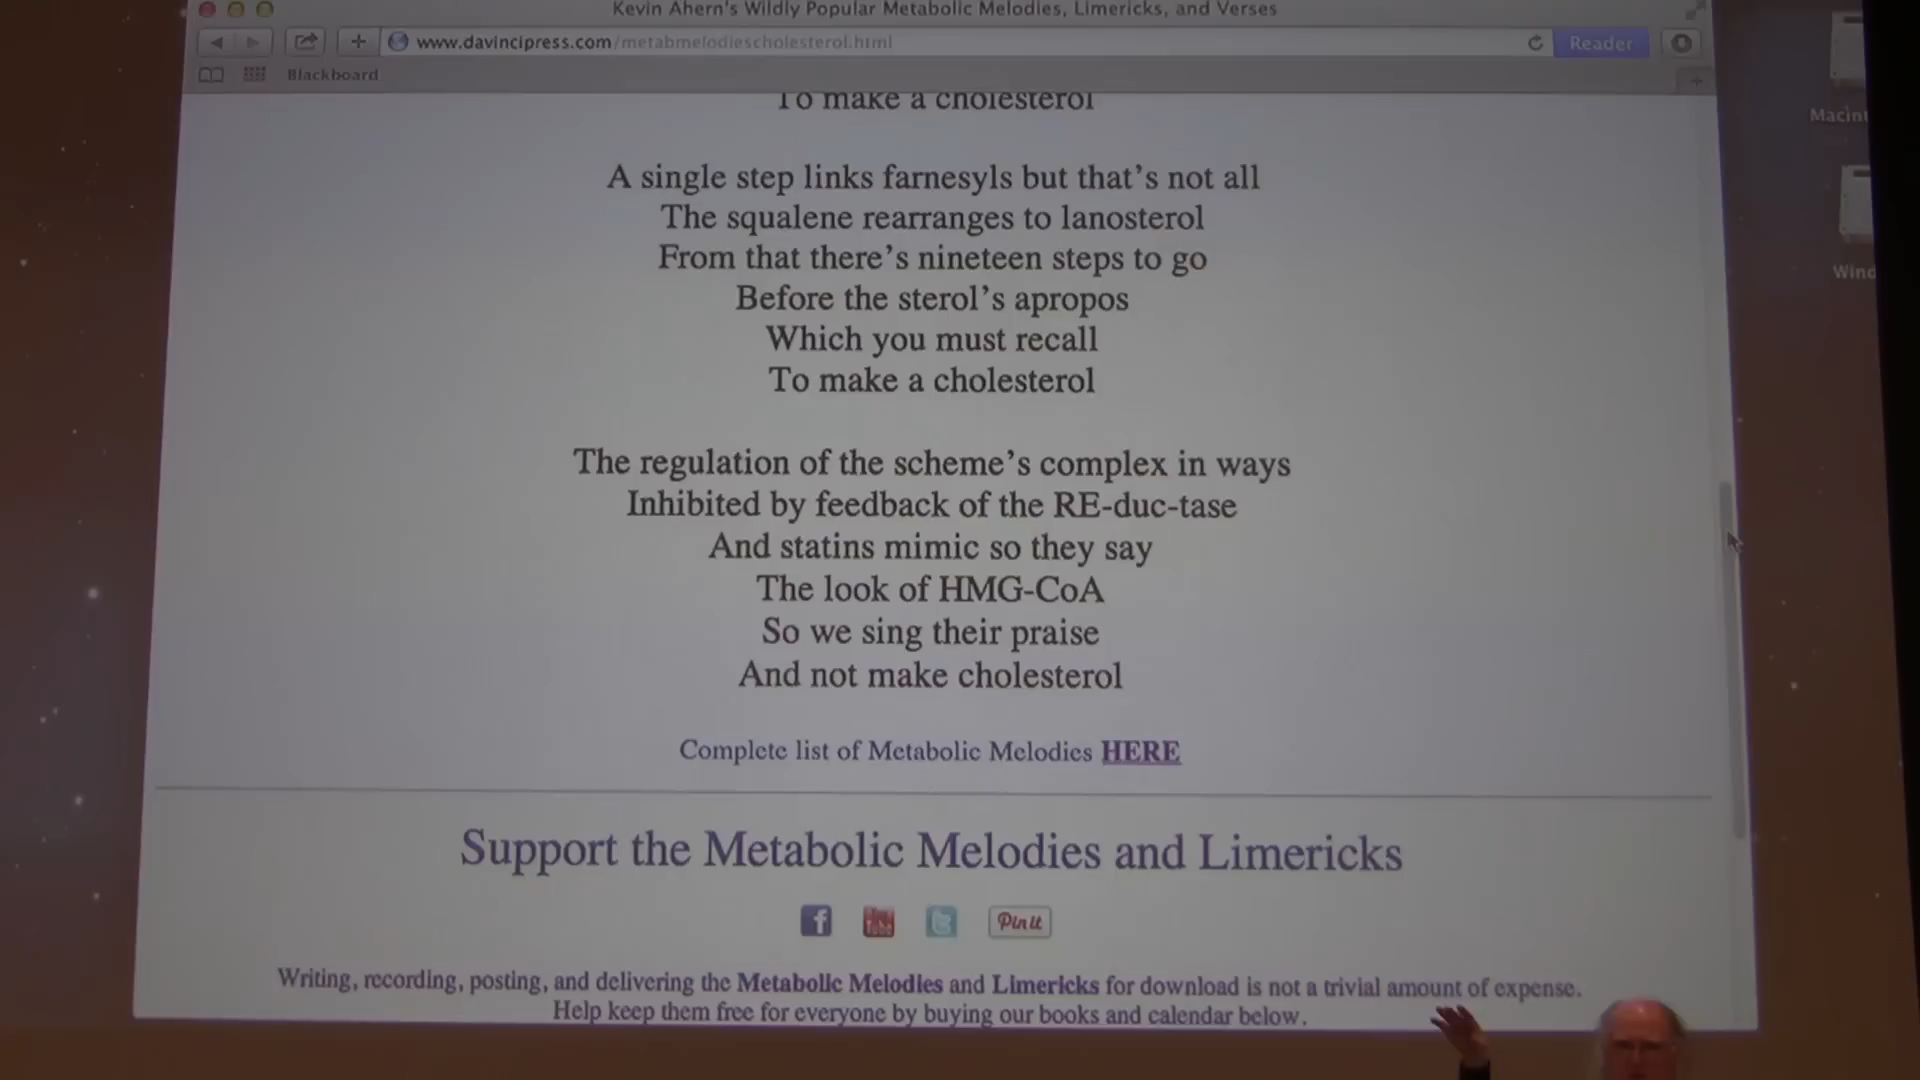 Kevin Ahern's Wildly Popular Metabolic Melodies, Limericks, and Verses
www.davincipress.com/metabmelodiescholesterol.html
Reader
Blackboard
To make a cholesterol
A single step links farnesyls but that's not all
The squalene rearranges to lanosterol
From that there's nineteen steps to go
Before the sterol's apropos
Which you must recall
To make a cholesterol
The regulation of the scheme's complex in ways
Inhibited by feedback of the RE-duc-tase
And statins mimic so they say
The look of HMG-CoA
So we sing their praise
And not make cholesterol
Complete list of Metabolic Melodies HERE
Support the Metabolic Melodies and Limericks
f
You Tube
t
Pin It
Writing, recording, posting, and delivering the Metabolic Melodies and Limericks for download is not a trivial amount of expense.
Help keep them free for everyone by buying our books and calendar below.
Macint
Wind